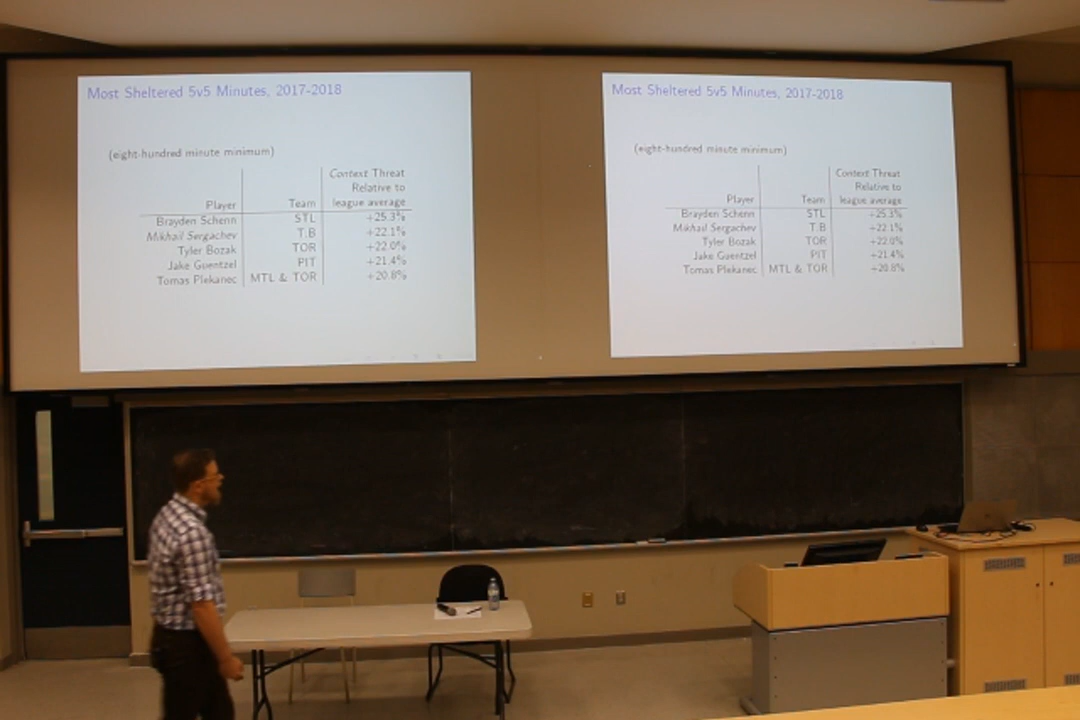 Most Sheltered 5v5 Minutes, 2017-2018
(eight-hundred minute minimum)
Context Threat
Relative to
Player Team league average
Brayden Schenn STL +25.3%
Mikhail Sergachev T.B +22.1%
Tyler Bozak TOR +22.0%
Jake Guentzel PIT +21.4%
Tomas Plekanec MTL & TOR +20.8%
Most Sheltered 5v5 Minutes, 2017-2018
(eight-hundred minute minimum)
Context Threat
Relative to
Player Team league average
Brayden Schenn STL +25.3%
Mikhail Sergachev T.B +22.1%
Tyler Bozak TOR +22.0%
Jake Guentzel PIT +21.4%
Tomas Plekanec MTL & TOR +20.8%